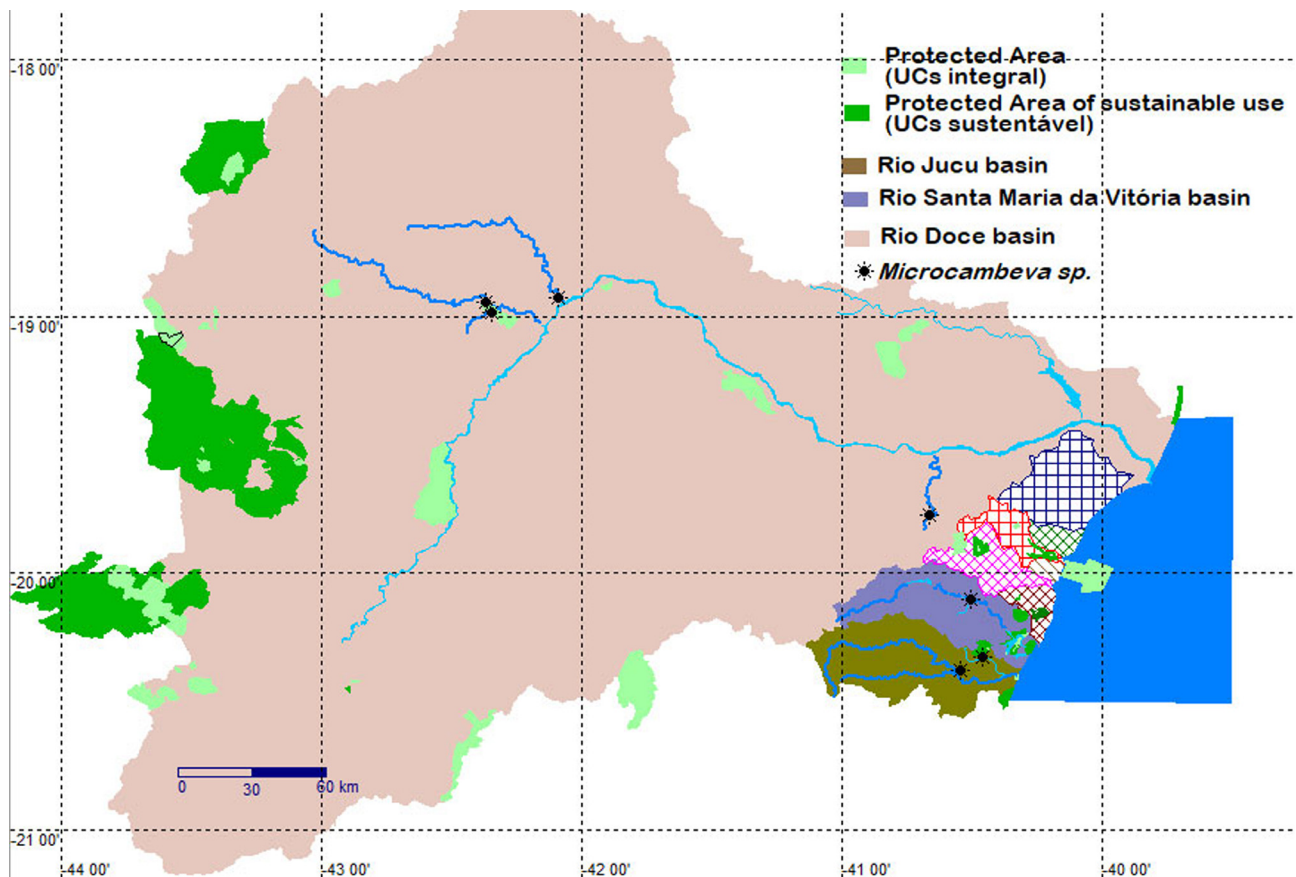 -18 00'
Protected Area
(UCs integral)
Protected Area of sustainable use
(UCs sustentável)
Rio Jucu basin
Rio Santa Maria da Vitória basin
Rio Doce basin
Microcambeva sp.
-19 00'
-20 00'
0 30 60 km
-21 00'
-44 00' -43 00' -42 00' -41 00' -40 00'